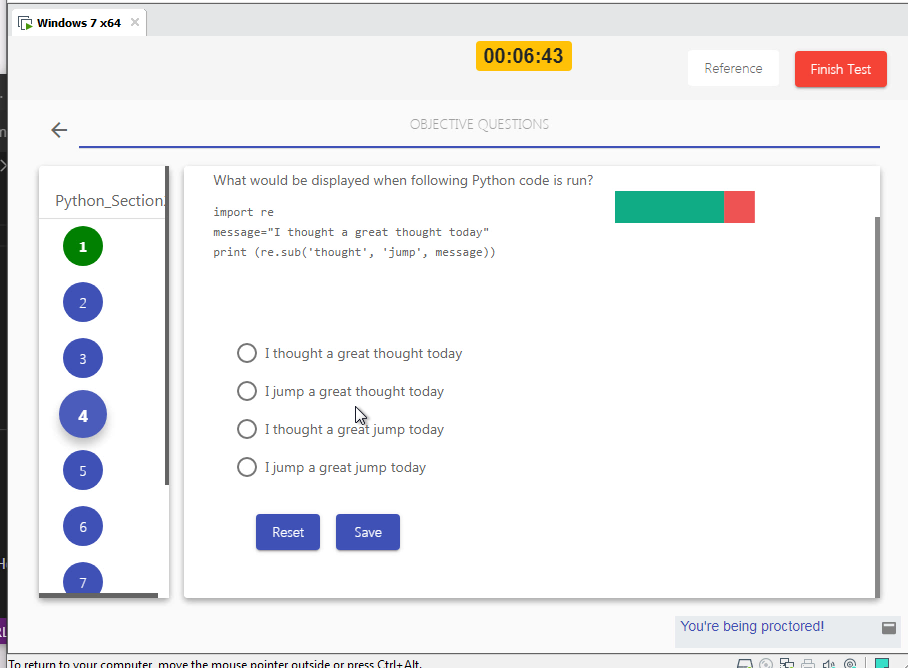 Windows 7 x64
00:06:43
Reference
Finish Test
OBJECTIVE QUESTIONS
Python_Section
What would be displayed when following Python code is run?
import re
message="I thought a great thought today"
print (re.sub('thought', 'jump', message))
1
2
3
4
5
6
7
I thought a great thought today
I jump a great thought today
I thought a great jump today
I jump a great jump today
Reset
Save
You're being proctored!
To return to your computer, move the mouse pointer outside or press Ctrl+Alt.